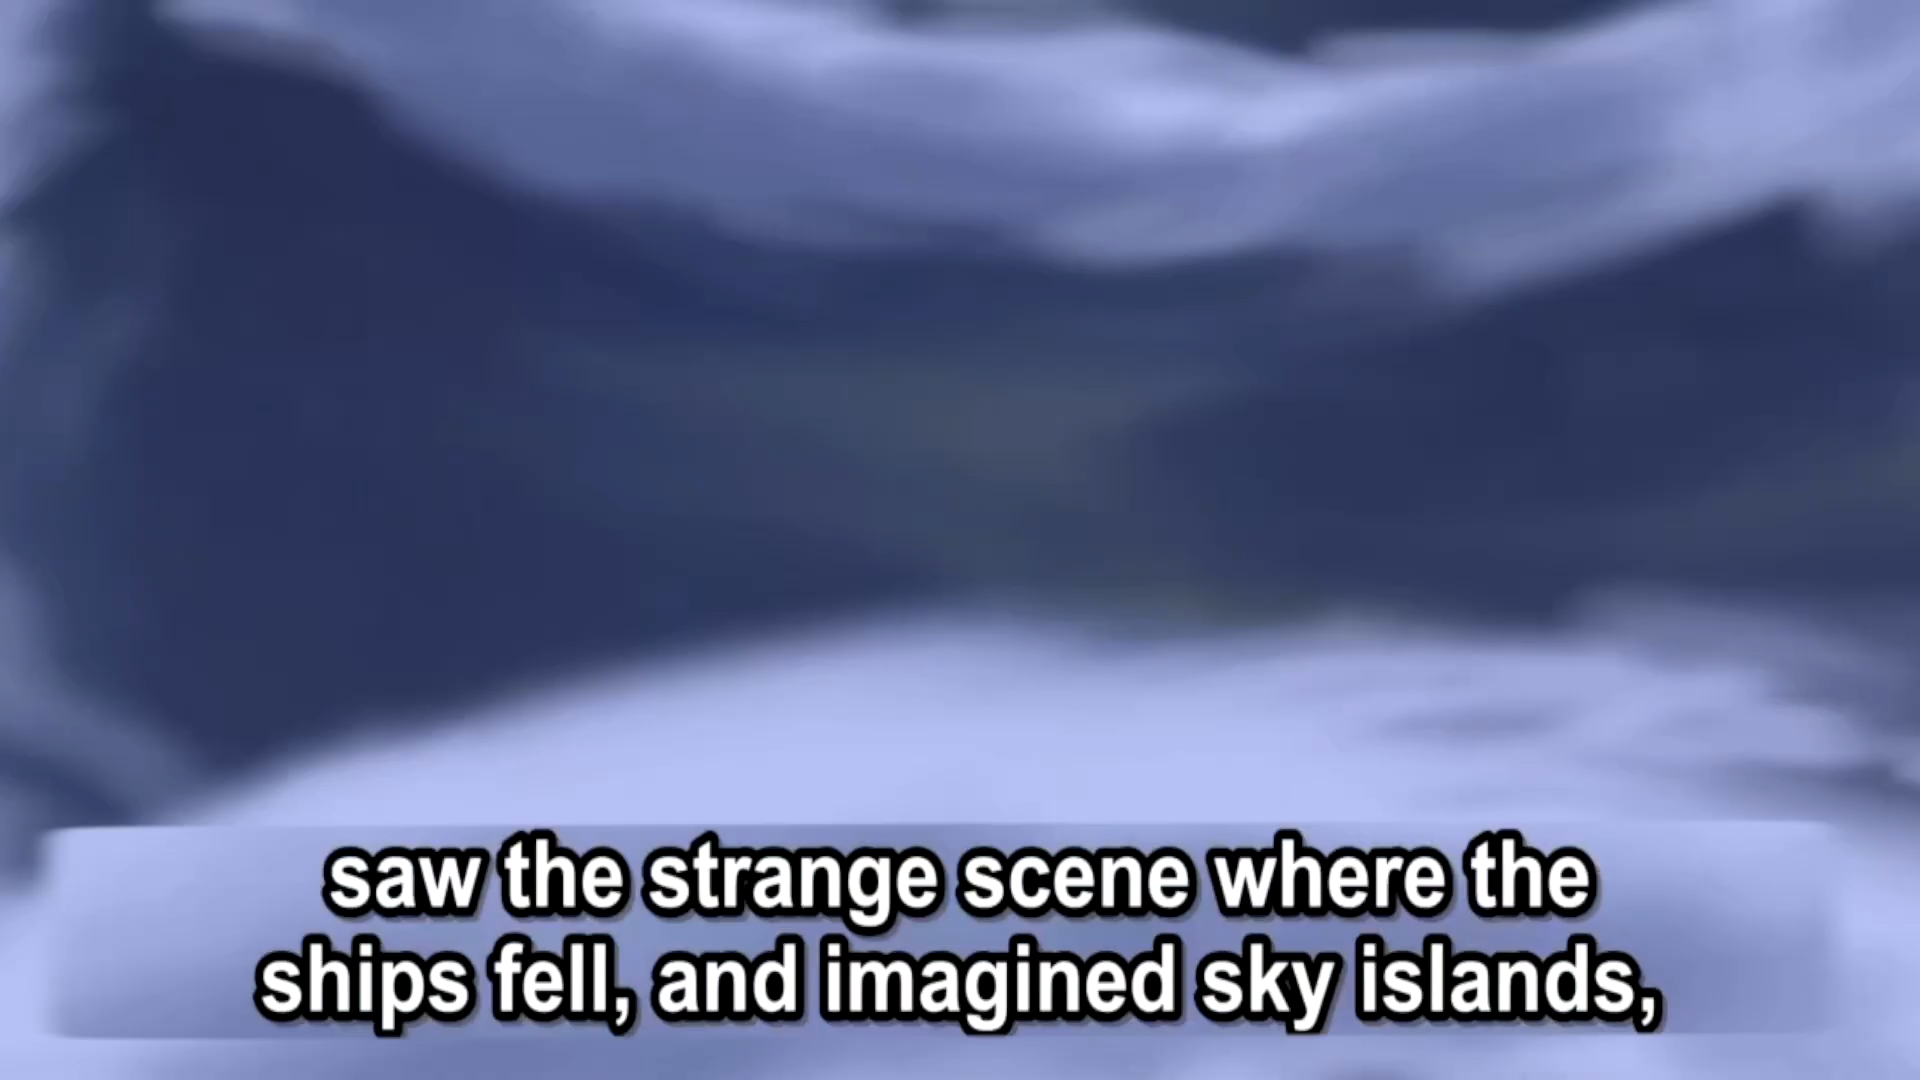 saw the strange scene where the
ships fell, and imagined sky islands,